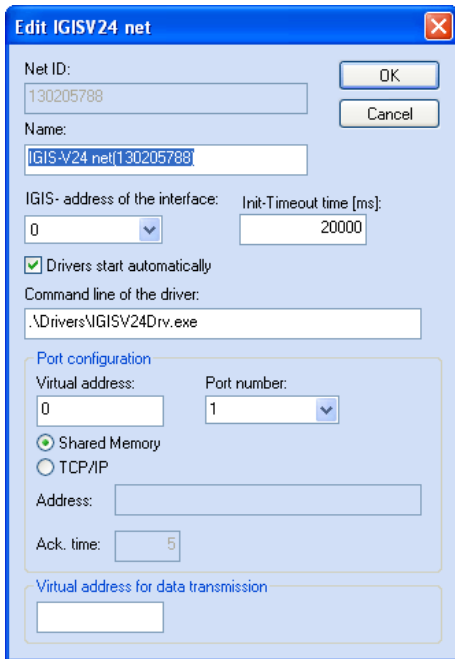 Edit IGISV24 net
Net ID:
OK
130205788
Cancel
Name:
IGIS-V24 net(130205788)
IGIS- address of the interface:
Init-Timeout time [ms]:
0
20000
Drivers start automatically
Command line of the driver:
.\Drivers\IGISV24Drv.exe
Port configuration
Virtual address:
Port number:
0
1
Shared Memory
TCP/IP
Address:
Ack. time:
5
Virtual address for data transmission